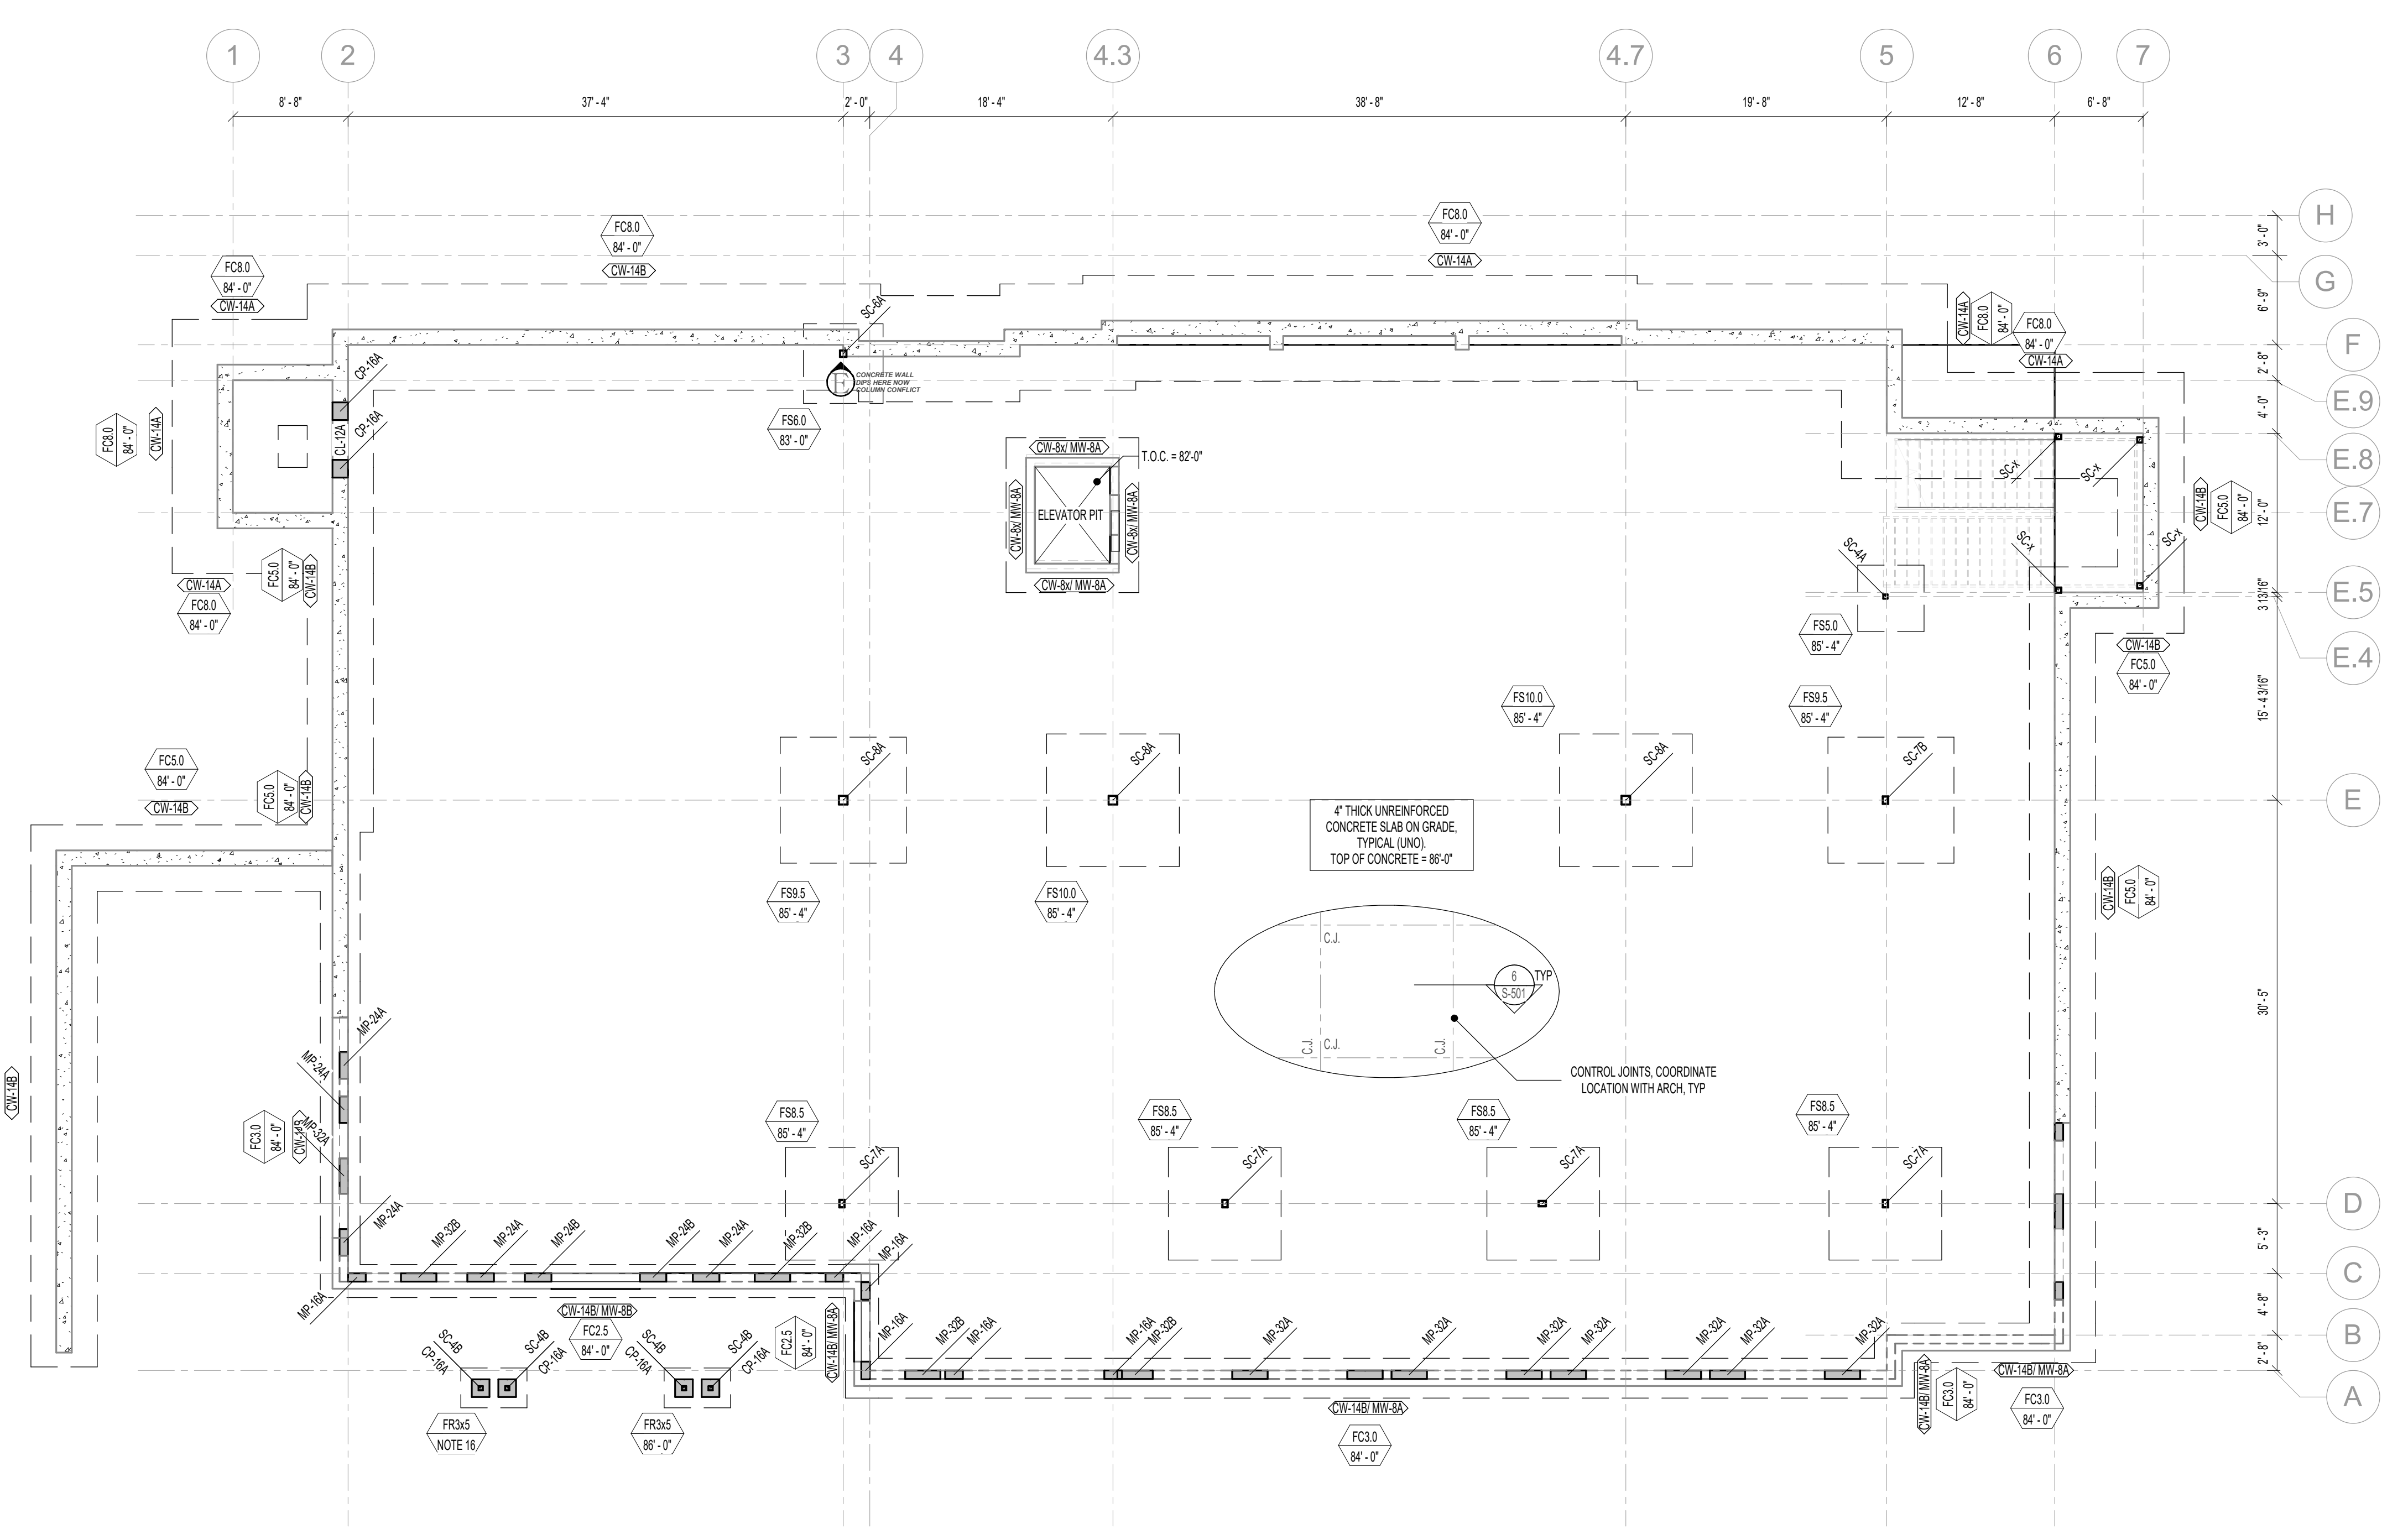 1
2
3
4
4.3
4.7
5
6
7
8' - 8"
37' - 4"
2' - 0"
18' - 4"
38' - 8"
19' - 8"
12' - 8"
6' - 8"
H
G
F
E.9
E.8
E.7
E.5
E.4
E
D
C
B
A
3' - 0"
6' - 9"
2' - 8"
4' - 0"
12' - 0"
3 13/16"
15' - 4 3/16"
30' - 5"
5' - 3"
4' - 8"
2' - 8"
FC8.0
84' - 0"
CW-14B
FC8.0
84' - 0"
CW-14A
FC8.0
84' - 0"
CW-14A
CW-14A
FC8.0
84' - 0"
FC8.0
84' - 0"
CW-14A
SC-6A
F
CONCRETE WALL
DIPS HERE NOW
COLUMN CONFLICT
FS6.0
83' - 0"
CP-16A
CP-16A
CL-12A
FC8.0
84' - 0"
CW-14A
CW-8x/ MW-8A
T.O.C. = 82'-0"
CW-8x/ MW-8A
ELEVATOR PIT
CW-8x/ MW-8A
CW-8x/ MW-8A
SC-x
SC-x
SC-x
SC-x
CW-14B
FC5.0
84' - 0"
SC-4A
FS5.0
85' - 4"
CW-14B
FC5.0
84' - 0"
CW-14A
FC8.0
84' - 0"
FC5.0
84' - 0"
CW-14B
FC5.0
84' - 0"
CW-14B
FC5.0
84' - 0"
CW-14B
FS10.0
85' - 4"
FS9.5
85' - 4"
SC-8A
SC-8A
SC-8A
SC-7B
FS9.5
85' - 4"
FS10.0
85' - 4"
4" THICK UNREINFORCED
CONCRETE SLAB ON GRADE,
TYPICAL (UNO).
TOP OF CONCRETE = 86'-0"
CW-14B
FC5.0
84' - 0"
C.J.
C.J.
C.J.
C.J.
6
S-501
TYP
CONTROL JOINTS, COORDINATE
LOCATION WITH ARCH, TYP
CW-14B
MP-24A
MP-24A
MP-32A
MP-24A
FC3.0
84' - 0"
CW-14B
FS8.5
85' - 4"
FS8.5
85' - 4"
FS8.5
85' - 4"
FS8.5
85' - 4"
SC-7A
SC-7A
SC-7A
SC-7A
MP-32B
MP-24A
MP-24B
MP-24B
MP-24A
MP-32B
MP-16A
MP-16A
MP-16A
CW-14B/ MW-8B
FC2.5
84' - 0"
FC2.5
84' - 0"
CW-14B/ MW-8A
MP-16A
MP-32B
MP-16A
MP-16A
MP-32B
MP-32A
MP-32A
MP-32A
MP-32A
MP-32A
MP-32A
MP-32A
SC-4B
CP-16A
SC-4B
CP-16A
SC-4B
CP-16A
SC-4B
CP-16A
FR3x5
NOTE 16
FR3x5
86' - 0"
CW-14B/ MW-8A
FC3.0
84' - 0"
CW-14B/ MW-8A
FC3.0
84' - 0"
CW-14B/ MW-8A
FC3.0
84' - 0"